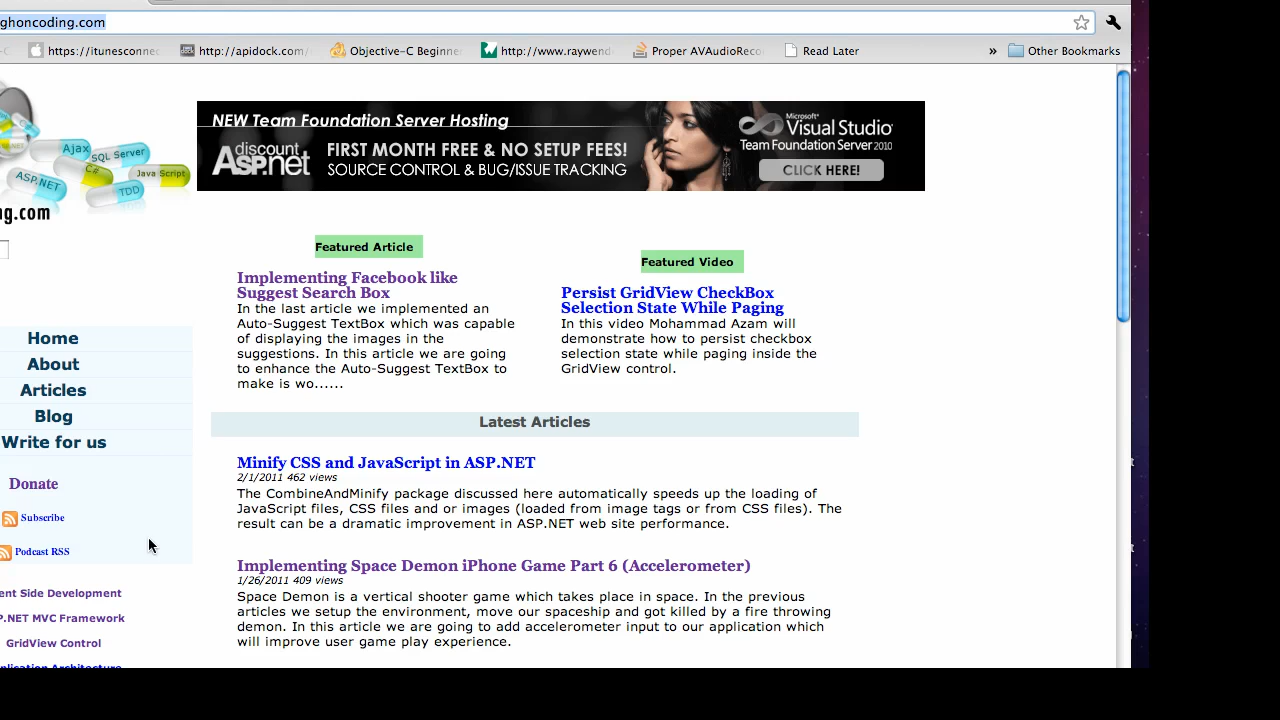 ghoncoding.com
https://itunesconnec
http://apidock.com/
Objective-C Beginne
http://www.raywend
Proper AVAudioReco
Read Later
»
Other Bookmarks
Ajax
SQL Server
C#
Java Script
ASP.NET
TDD
ng.com
NEW Team Foundation Server Hosting
discount
ASP.net
FIRST MONTH FREE & NO SETUP FEES!
SOURCE CONTROL & BUG/ISSUE TRACKING
Microsoft®
Visual Studio
Team Foundation Server 2010
CLICK HERE!
Featured Article
Implementing Facebook like
Suggest Search Box
In the last article we implemented an
Auto-Suggest TextBox which was capable
of displaying the images in the
suggestions. In this article we are going
to enhance the Auto-Suggest TextBox to
make is wo......
Featured Video
Persist GridView CheckBox
Selection State While Paging
In this video Mohammad Azam will
demonstrate how to persist checkbox
selection state while paging inside the
GridView control.
Home
About
Articles
Blog
Write for us
Donate
Subscribe
Podcast RSS
ent Side Development
P.NET MVC Framework
GridView Control
plication Architecture
Latest Articles
Minify CSS and JavaScript in ASP.NET
2/1/2011 462 views
The CombineAndMinify package discussed here automatically speeds up the loading of
JavaScript files, CSS files and or images (loaded from image tags or from CSS files). The
result can be a dramatic improvement in ASP.NET web site performance.
Implementing Space Demon iPhone Game Part 6 (Accelerometer)
1/26/2011 409 views
Space Demon is a vertical shooter game which takes place in space. In the previous
articles we setup the environment, move our spaceship and got killed by a fire throwing
demon. In this article we are going to add accelerometer input to our application which
will improve user game play experience.